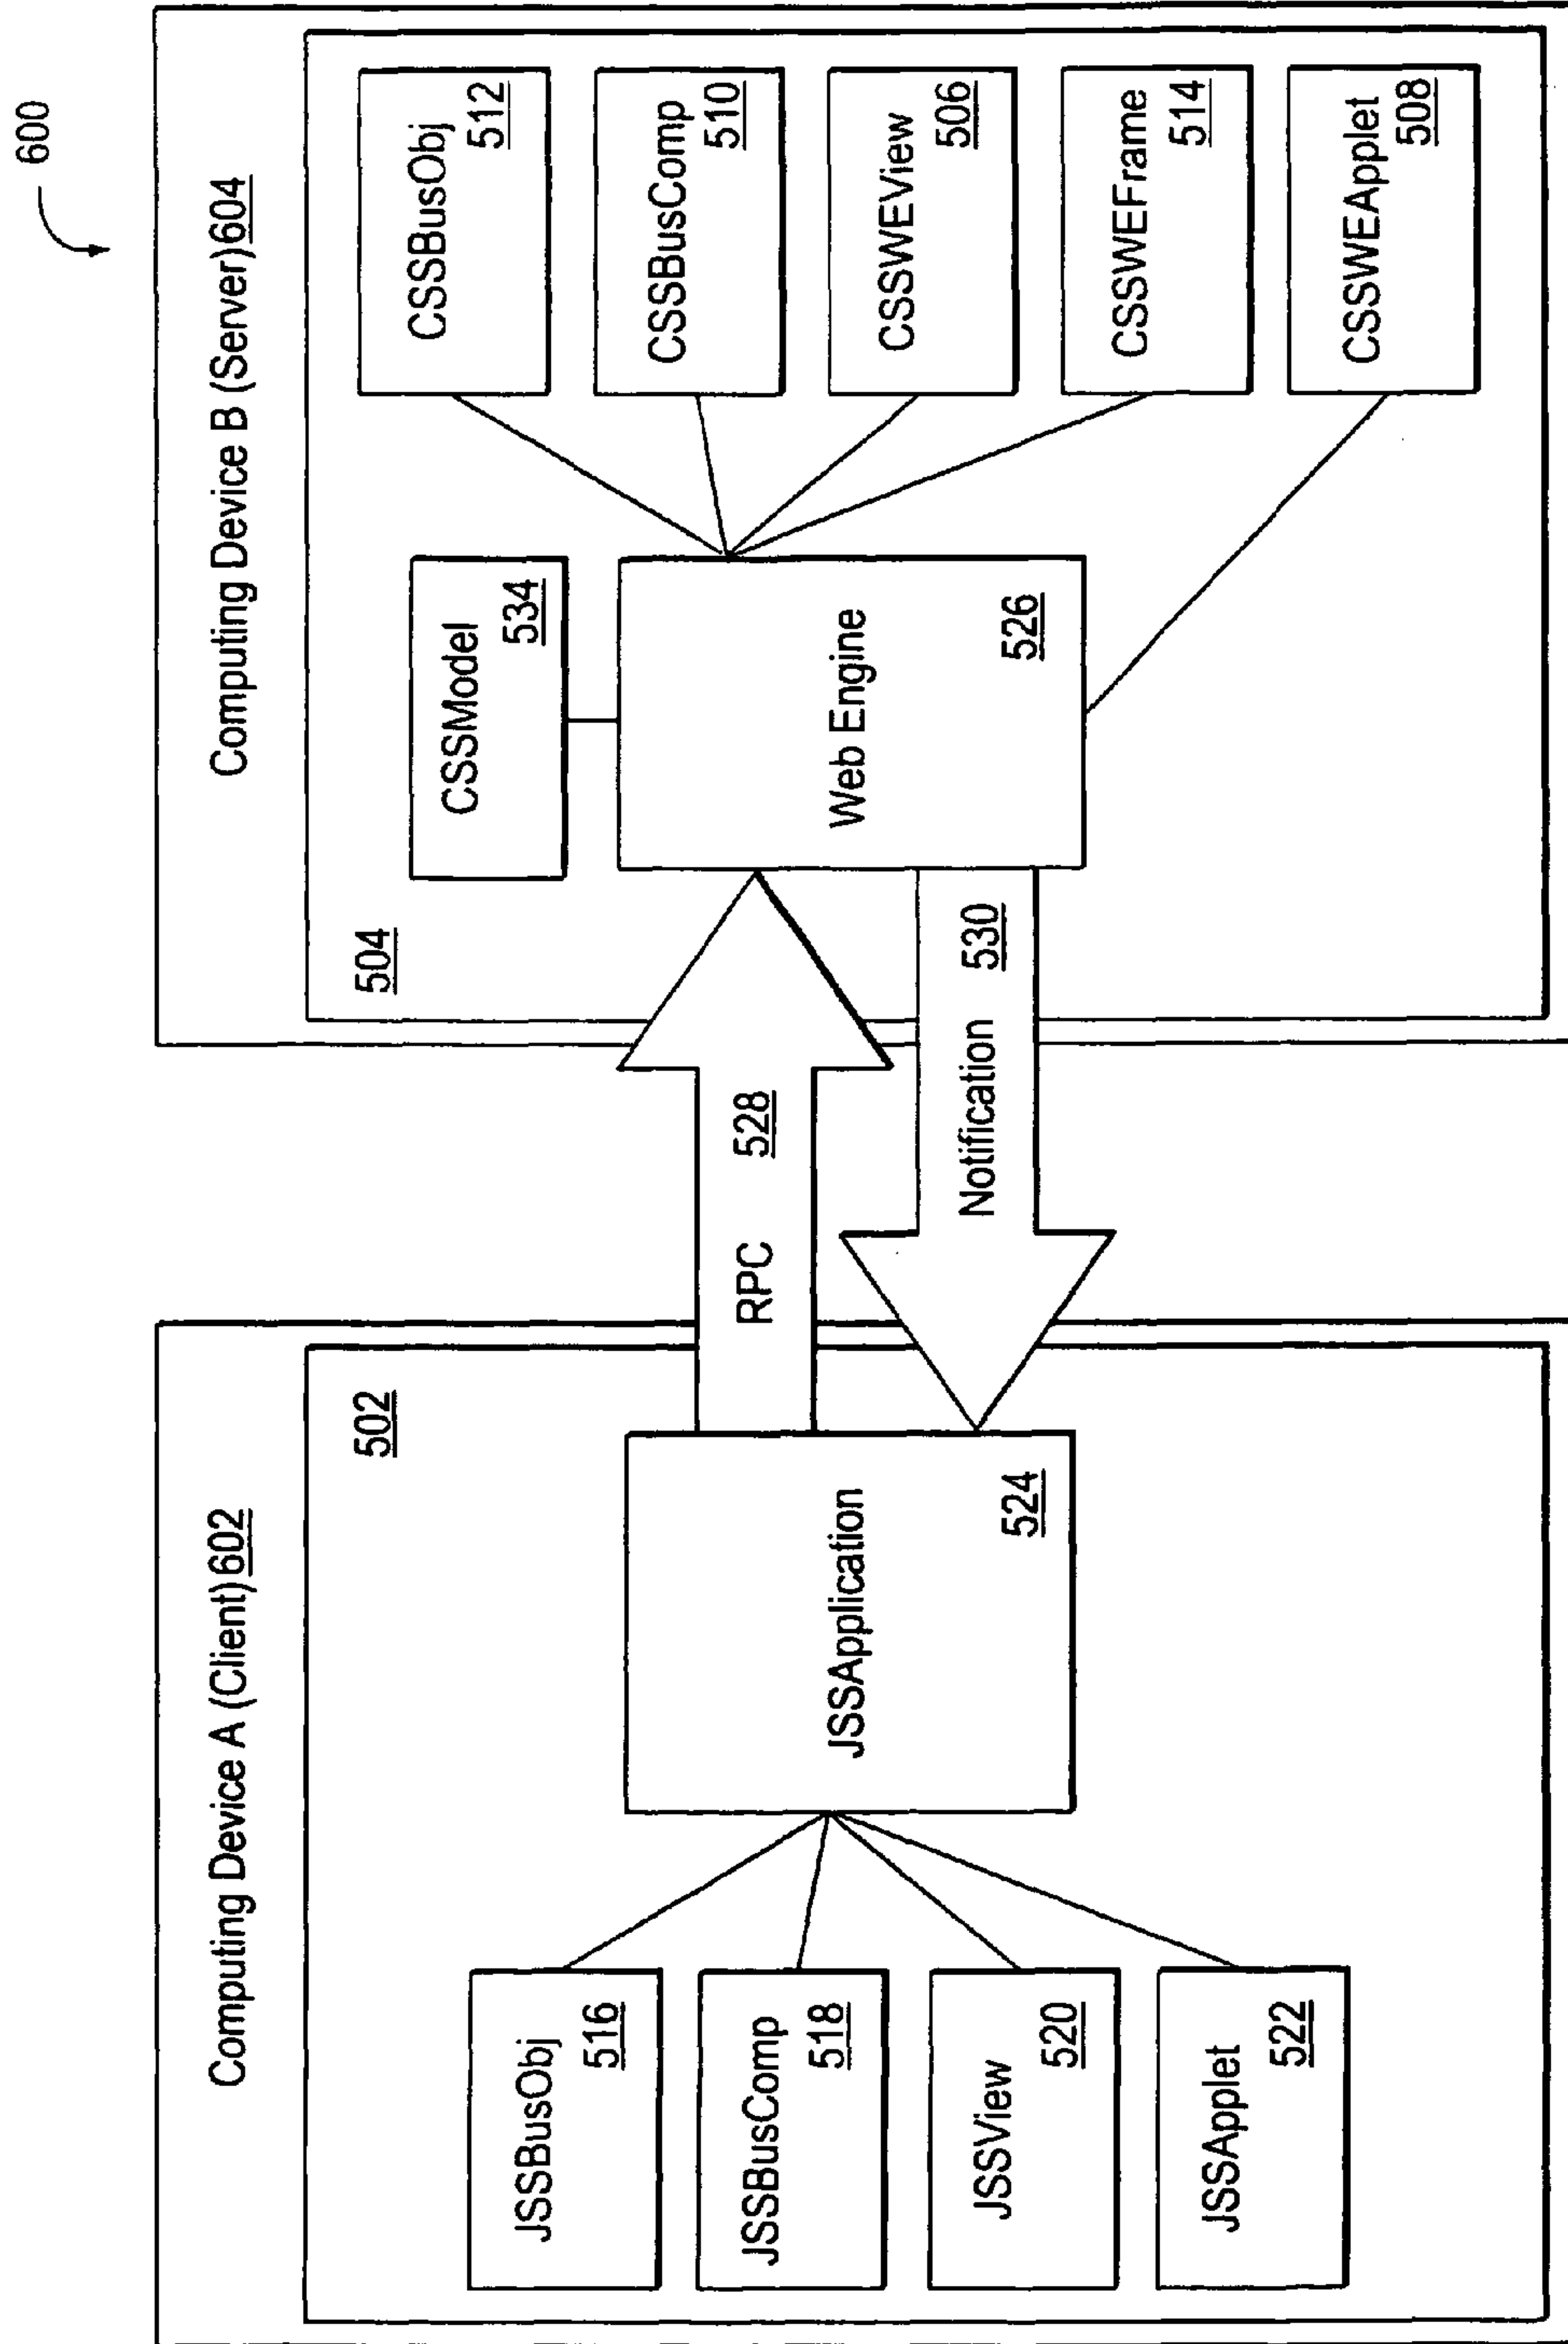 600
Computing Device A (Client) 602
502
JSSBusObj
516
JSSBusComp
518
JSSView
520
JSSApplet
522
JSSApplication
524
RPC 528
Notification 530
Computing Device B (Server) 604
504
CSSModel
534
Web Engine
526
CSSBusObj
512
CSSBusComp
510
CSSWEView
506
CSSWEFrame
514
CSSWEApplet
508